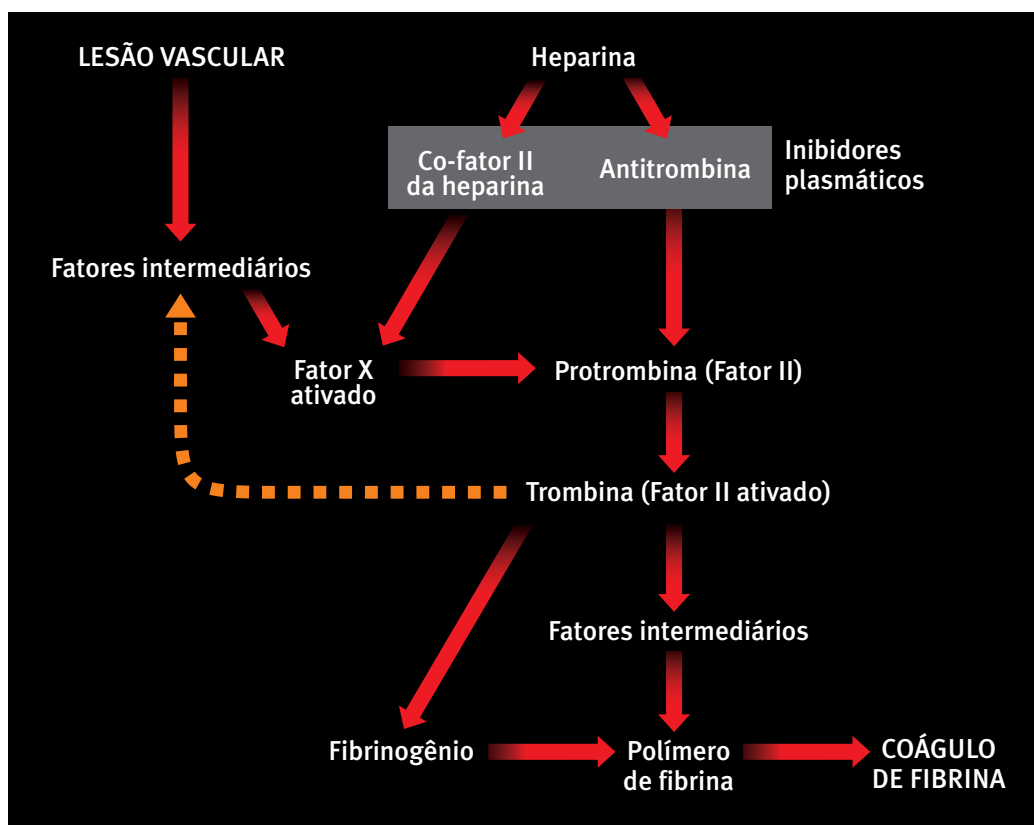 LESÃO VASCULAR
Heparina
Co-fator II
da heparina
Antitrombina
Inibidores
plasmáticos
Fatores intermediários
Fator X
ativado
Protrombina (Fator II)
Trombina (Fator II ativado)
Fatores intermediários
Fibrinogênio
Polímero
de fibrina
COÁGULO
DE FIBRINA